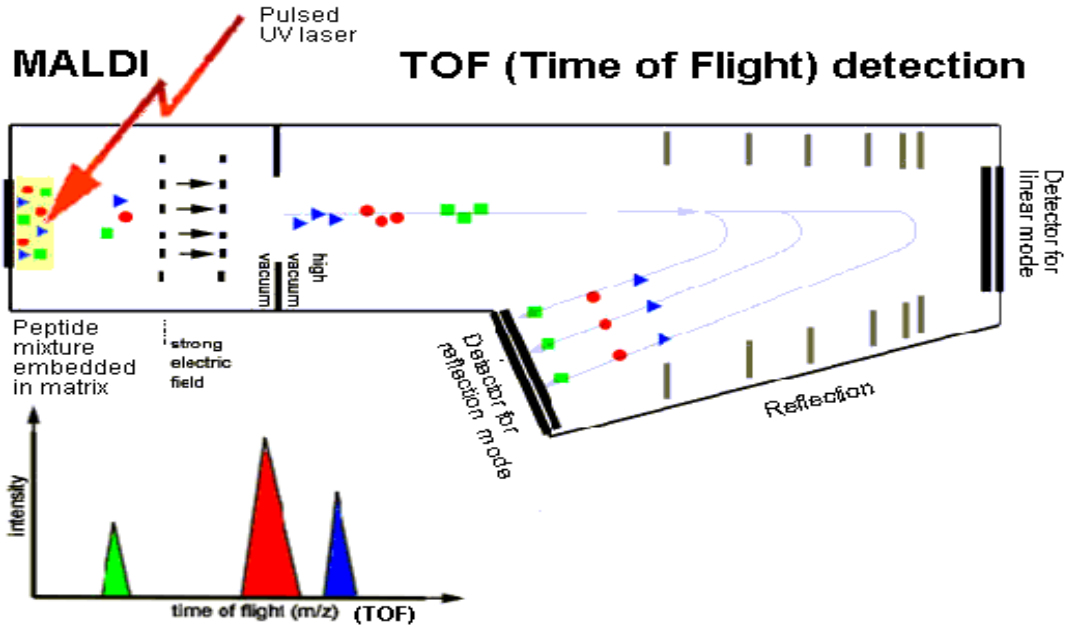 Pulsed
UV laser
MALDI
TOF (Time of Flight) detection
Detector for
linear mode
high
vacuum
vacuum
Peptide
mixture
embedded
in matrix
strong
electric
field
Detector for
reflection mode
Reflection
intensity
time of flight (m/z) (TOF)